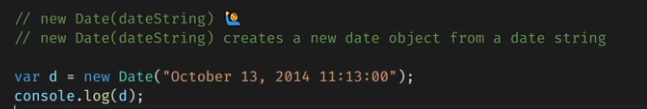 // new Date(dateString) 🙋‍♂️
// new Date(dateString) creates a new date object from a date string
var d = new Date("October 13, 2014 11:13:00");
console.log(d);